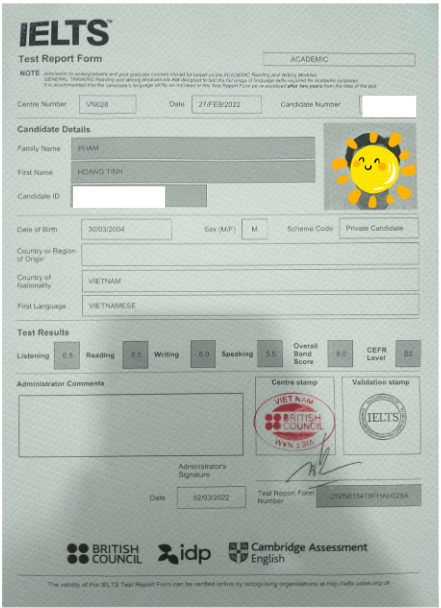 IELTS™
Test Report Form
ACADEMIC
NOTE Admission to undergraduate and post graduate courses should be based on the ACADEMIC Reading and Writing Modules.
GENERAL TRAINING Reading and Writing Modules are not designed to test the full range of language skills required for academic purposes.
It is recommended that the candidate's language ability as indicated in this Test Report Form be re-assessed after two years from the date of the test.
Centre Number VN028 Date 27/FEB/2022 Candidate Number
Candidate Details
Family Name PHAM
First Name HOANG TINH
Candidate ID
Date of Birth 30/03/2004 Sex (M/F) M Scheme Code Private Candidate
Country or Region
of Origin
Country of
Nationality VIETNAM
First Language VIETNAMESE
Test Results
Listening 6.5 Reading Writing 6.0 Speaking 5.5 Overall Band Score 6.0 CEFR Level B2
Administrator Comments
Centre stamp
Validation stamp
VIET NAM
BRITISH
COUNCIL
VIET NAM
IELTS
Administrator's
Signature
Date 02/03/2022 Test Report Form
Number
BRITISH
COUNCIL
idp
Cambridge Assessment
English
The validity of this IELTS Test Report Form can be verified online by recognising organisations at http://ielts.ucles.org.uk